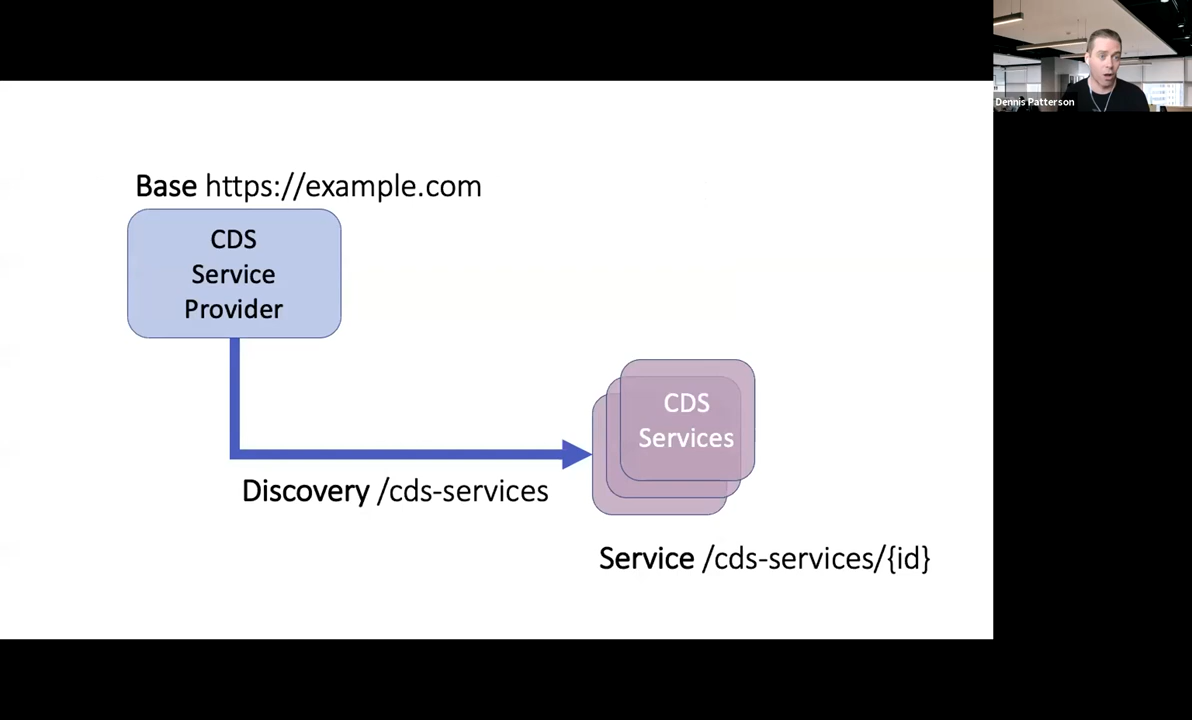 Dennis Patterson
Base https://example.com
CDS
Service
Provider
CDS
Services
Discovery /cds-services
Service /cds-services/{id}